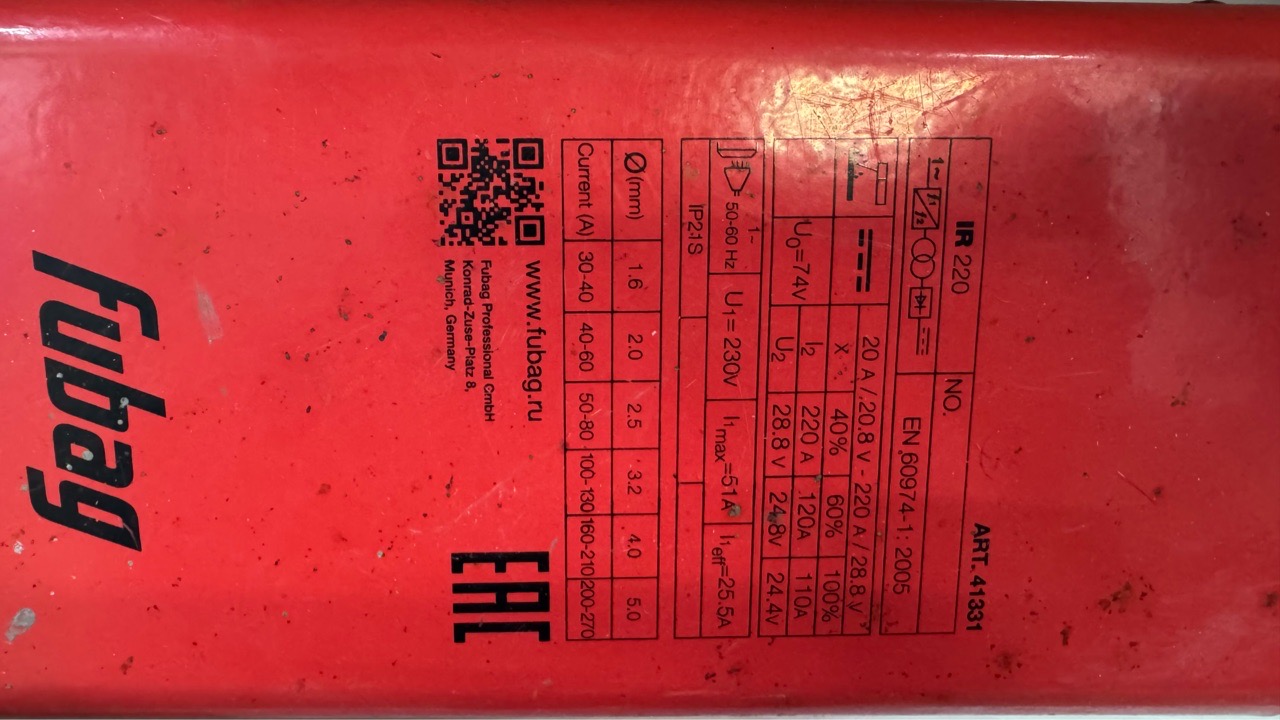 ART. 41331
IR 220 NO.
1~ f1 f2 EN 60974-1: 2005
20 A / 20.8 V - 220 A / 28.8 V
X 40% 60% 100%
U0=74V I2 220 A 120A 110A
U2 28.8 V 24.8V 24.4V
1~ 50-60 Hz U1= 230V I1max=51A I1eff=25.5A
IP21S
Ø(mm) 1.6 2.0 2.5 3.2 4.0 5.0
Current (A) 30-40 40-60 50-80 100-130 160-210 200-270
www.fubag.ru
Fubag Professional GmbH
Konrad-Zuse-Platz 8,
Munich, Germany
EAC
fubag